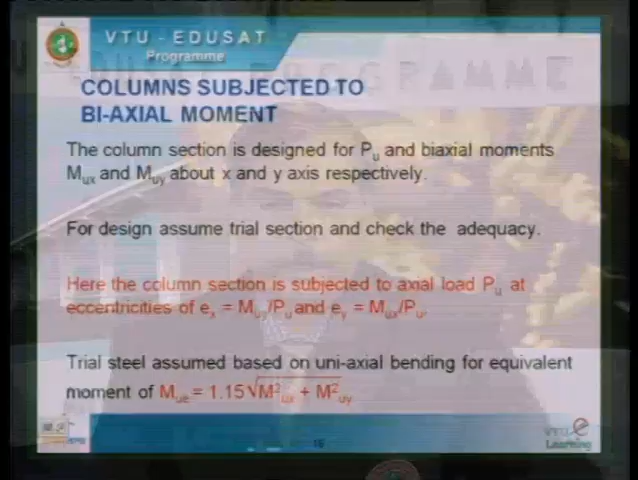 VTU - EDUSAT
Programme
PROGRAMME
COLUMNS SUBJECTED TO
BI-AXIAL MOMENT
The column section is designed for Pu and biaxial moments
Mux and Muy about x and y axis respectively.
For design assume trial section and check the adequacy.
Here the column section is subjected to axial load Pu at
eccentricities of ex = Muy/Pu and ey = Mux/Pu.
Trial steel assumed based on uni-axial bending for equivalent
moment of Mue = 1.15√M²ux + M²uy
e
Learning
16